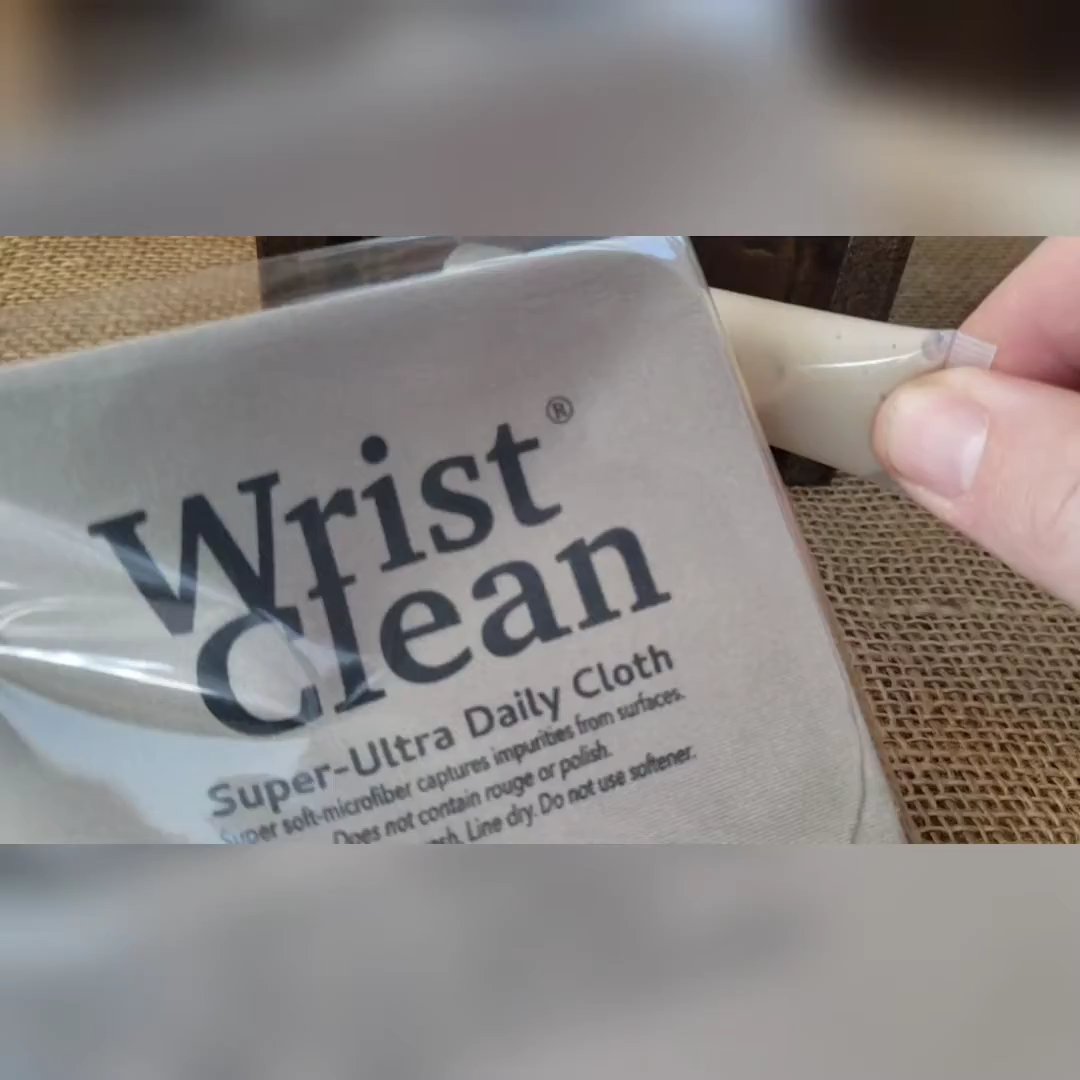 Wrist®
Clean
Super-Ultra Daily Cloth
Super soft-microfiber captures impurities from surfaces.
Does not contain rouge or polish.
Line dry. Do not use softener.